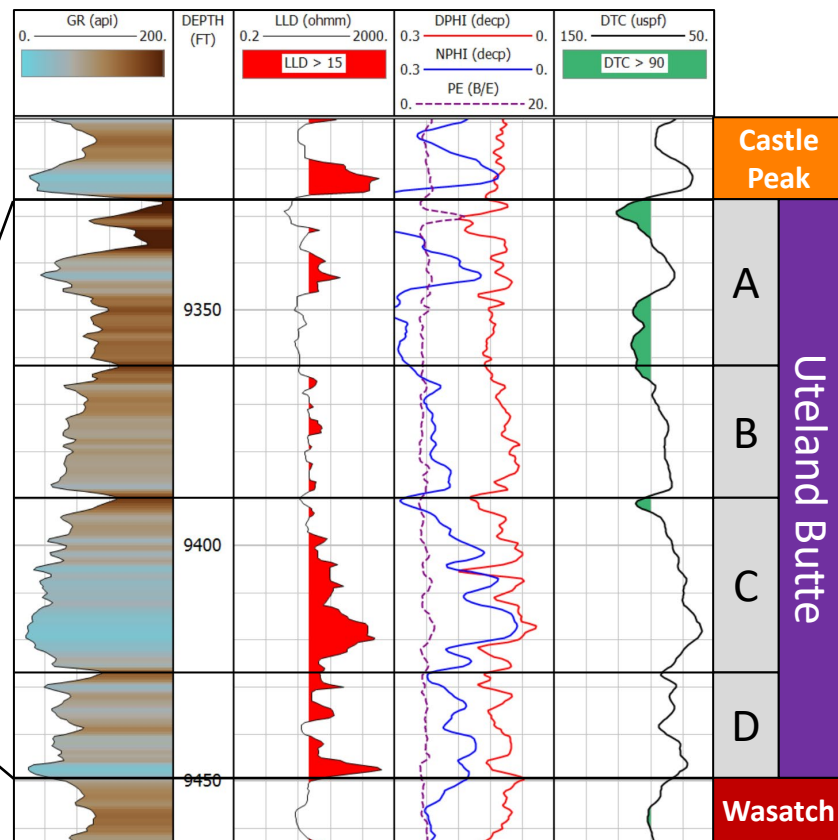 GR (api)
0. 200.
DEPTH
(FT)
LLD (ohmm)
0.2 2000.
LLD > 15
DPHI (decp)
0.3 0.
NPHI (decp)
0.3 0.
PE (B/E)
0. 20.
DTC (uspf)
150. 50.
DTC > 90
Castle
Peak
A
9350
B
Uteland Butte
9400
C
D
9450
Wasatch